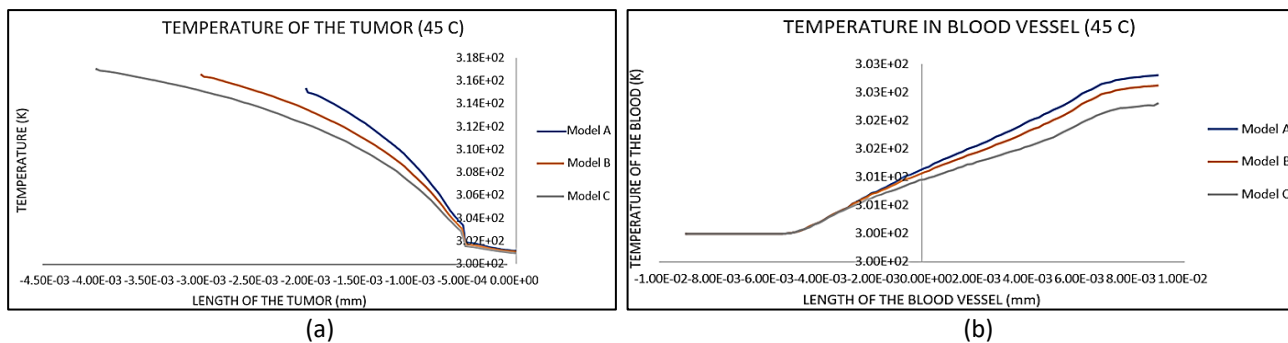 TEMPERATURE OF THE TUMOR (45 C)
TEMPERATURE (K)
3.18E+02
3.16E+02
3.14E+02
3.12E+02
3.10E+02
3.08E+02
3.06E+02
3.04E+02
3.02E+02
3.00E+02
-4.50E-03 -4.00E-03 -3.50E-03 -3.00E-03 -2.50E-03 -2.00E-03 -1.50E-03 -1.00E-03 -5.00E-04 0.00E+00
LENGTH OF THE TUMOR (mm)
Model A
Model B
Model C
(a)
TEMPERATURE IN BLOOD VESSEL (45 C)
TEMPERATURE OF THE BLOOD (K)
3.03E+02
3.03E+02
3.02E+02
3.02E+02
3.01E+02
3.01E+02
3.00E+02
3.00E+02
-1.00E-02 -8.00E-03 -6.00E-03 -4.00E-03 -2.00E-03 0.00E+00 2.00E-03 4.00E-03 6.00E-03 8.00E-03 1.00E-02
LENGTH OF THE BLOOD VESSEL (mm)
Model A
Model B
Model C
(b)